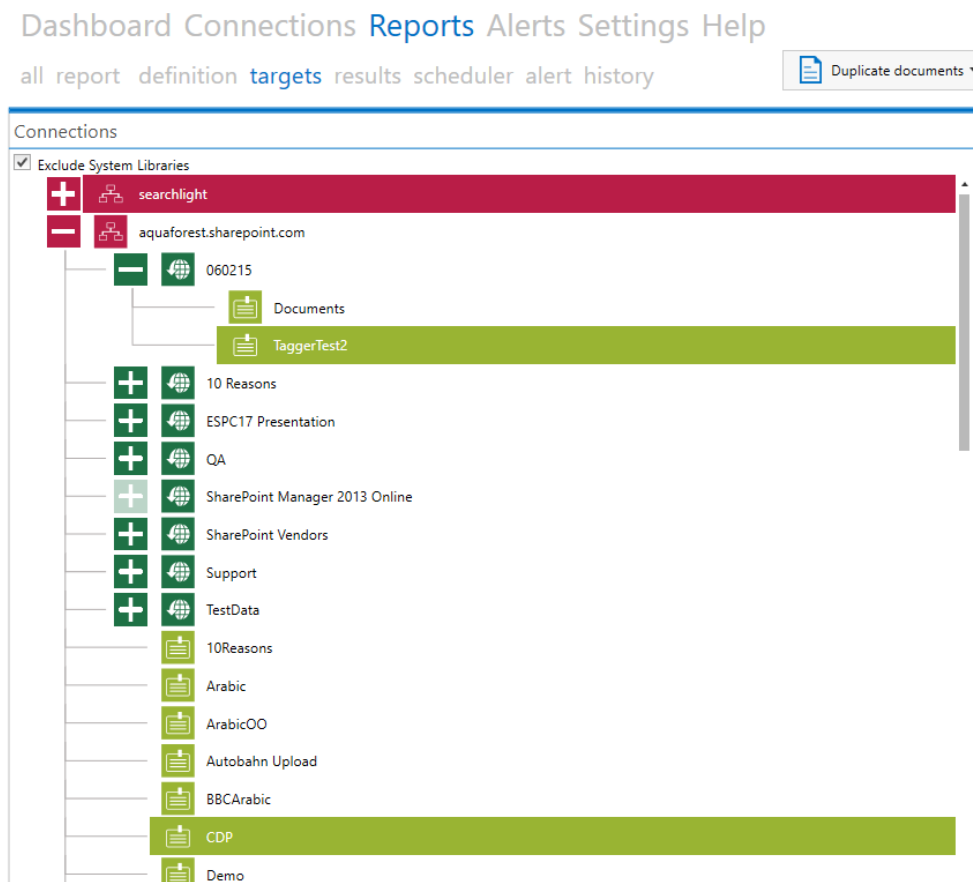 Dashboard Connections Reports Alerts Settings Help
all report definition targets results scheduler alert history
Duplicate documents
Connections
Exclude System Libraries
searchlight
aquaforest.sharepoint.com
060215
Documents
TaggerTest2
10 Reasons
ESPC17 Presentation
QA
SharePoint Manager 2013 Online
SharePoint Vendors
Support
TestData
10Reasons
Arabic
ArabicOO
Autobahn Upload
BBCArabic
CDP
Demo